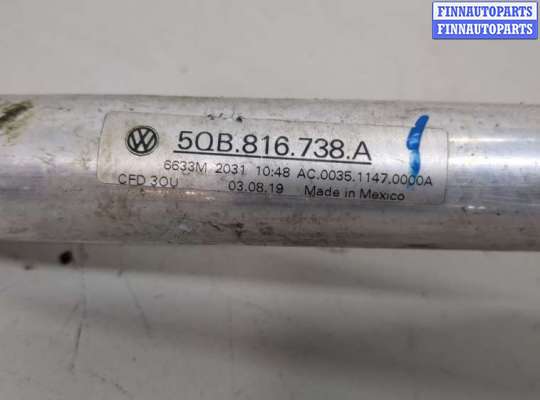 FINNAUTOPARTS
FINNAUTOPARTS
5QB.816.738.A
6633M 2031 10:48 AC.0035.1147.0000A
CFD 3OU 03.08.19 Made in Mexico